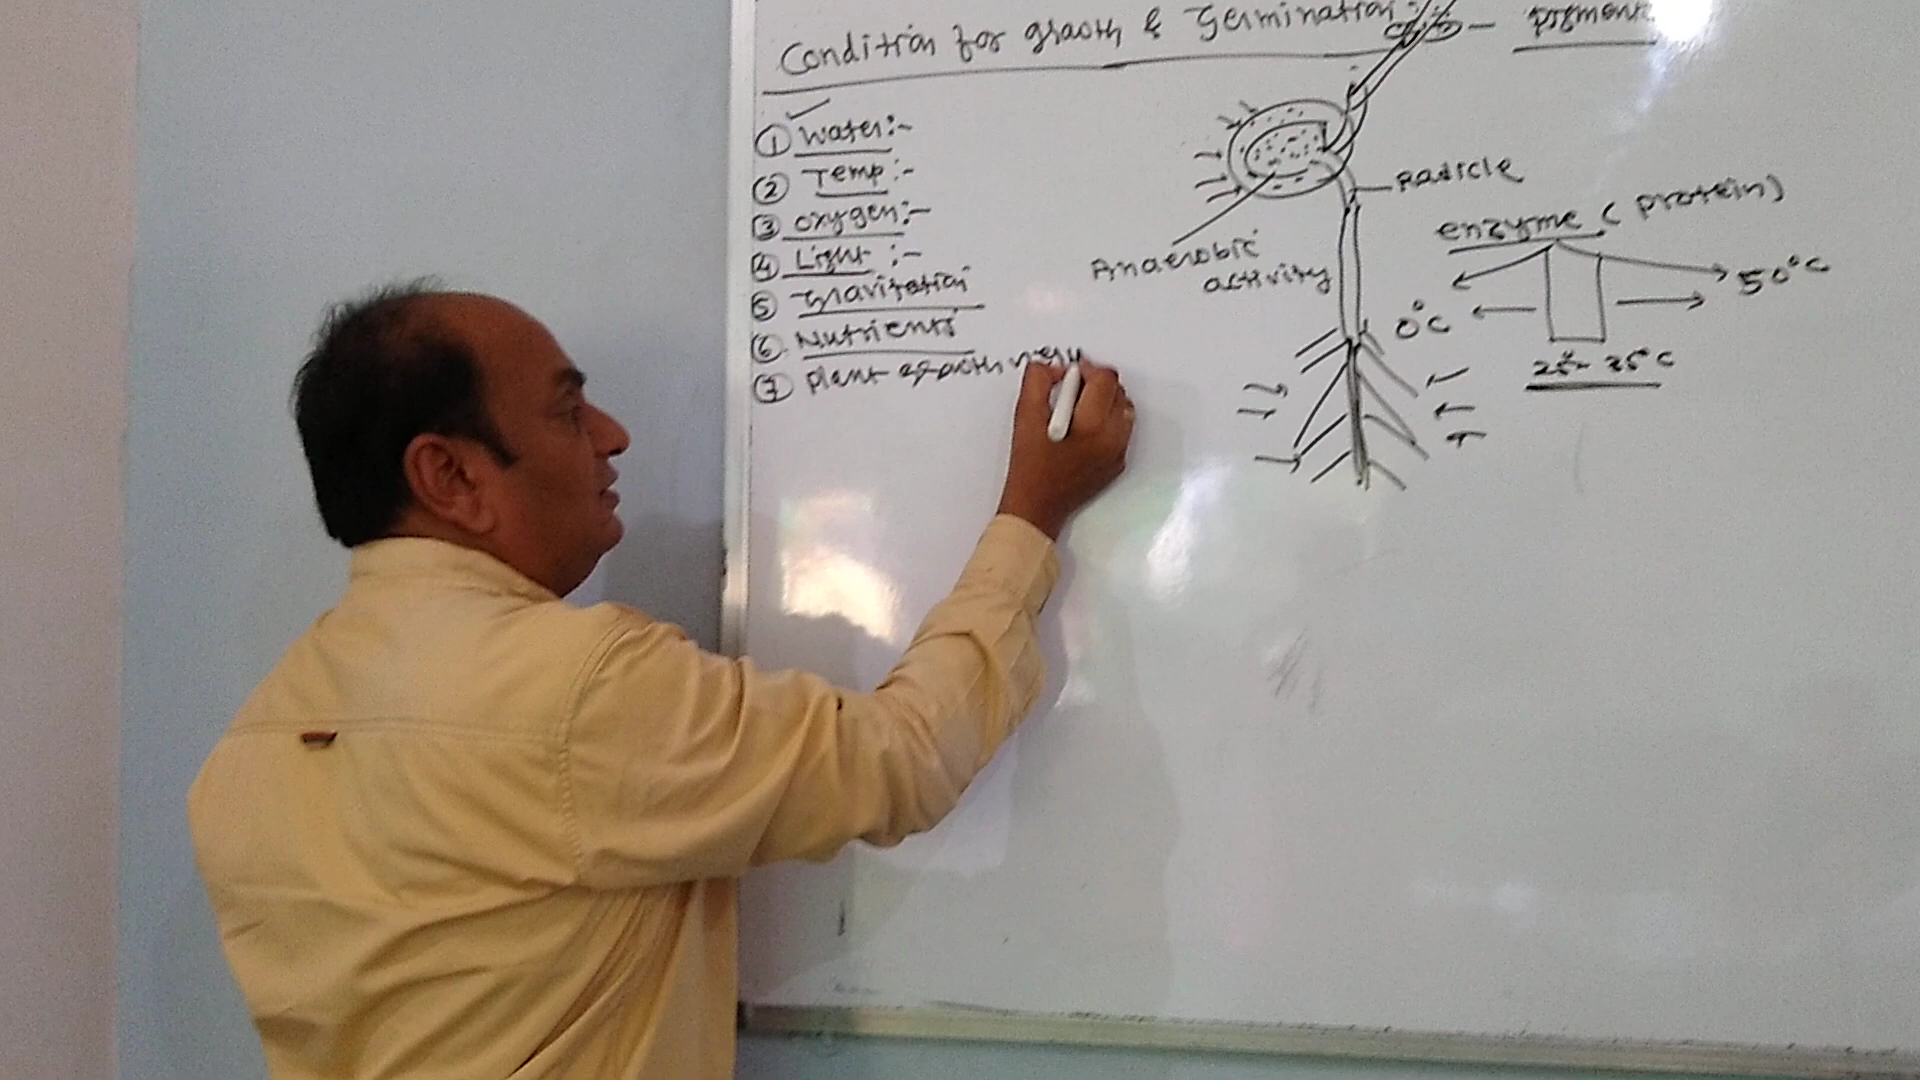 Condition for growth & Germination:-
Pigment
① Water:-
② Temp:-
③ Oxygen:-
④ Light:-
⑤ Gravitation
⑥ Nutrients
⑦ Plant growth
Radicle
Anaerobic
activity
enzyme (protein)
50°C
0°C
25°- 35°C